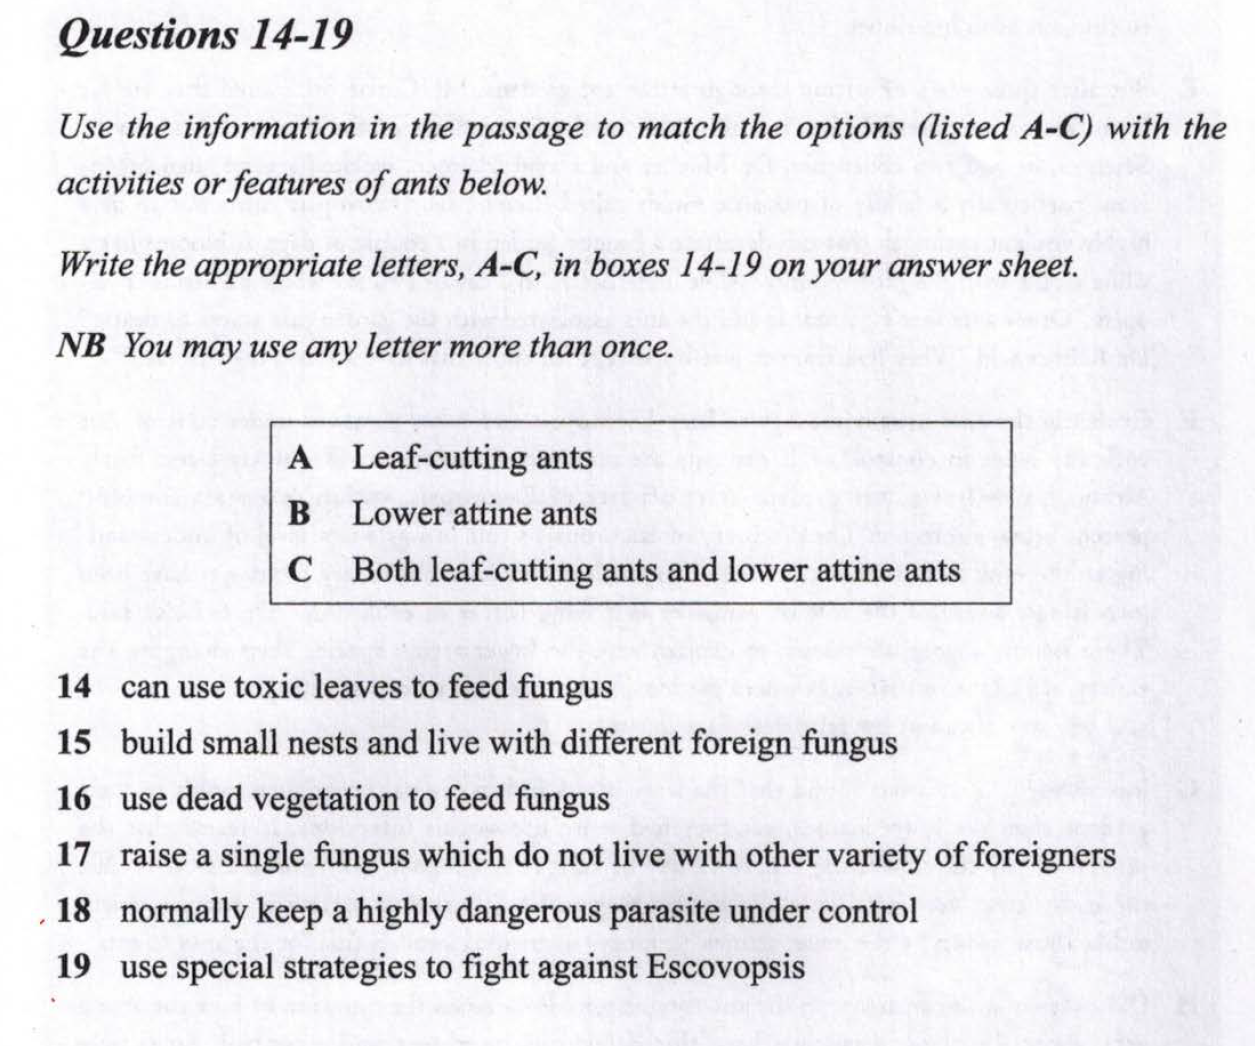 Questions 14-19
Use the information in the passage to match the options (listed A-C) with the
activities or features of ants below.
Write the appropriate letters, A-C, in boxes 14-19 on your answer sheet.
NB You may use any letter more than once.
A Leaf-cutting ants
B Lower attine ants
C Both leaf-cutting ants and lower attine ants
14 can use toxic leaves to feed fungus
15 build small nests and live with different foreign fungus
16 use dead vegetation to feed fungus
17 raise a single fungus which do not live with other variety of foreigners
18 normally keep a highly dangerous parasite under control
19 use special strategies to fight against Escovopsis